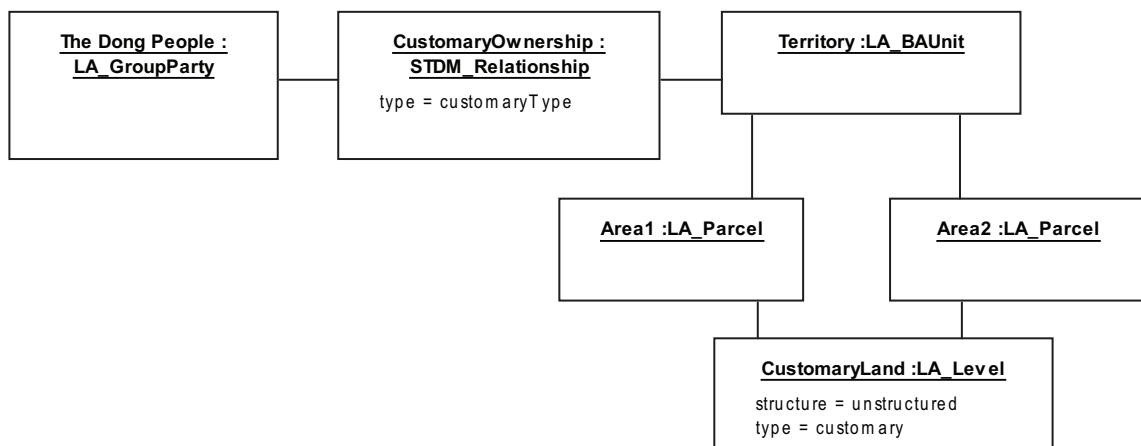 The Dong People :
LA_GroupParty
CustomaryOwnership :
STDM_Relationship
type = customaryType
Territory :LA_BAUnit
Area1 :LA_Parcel
Area2 :LA_Parcel
CustomaryLand :LA_Level
structure = unstructured
type = customary